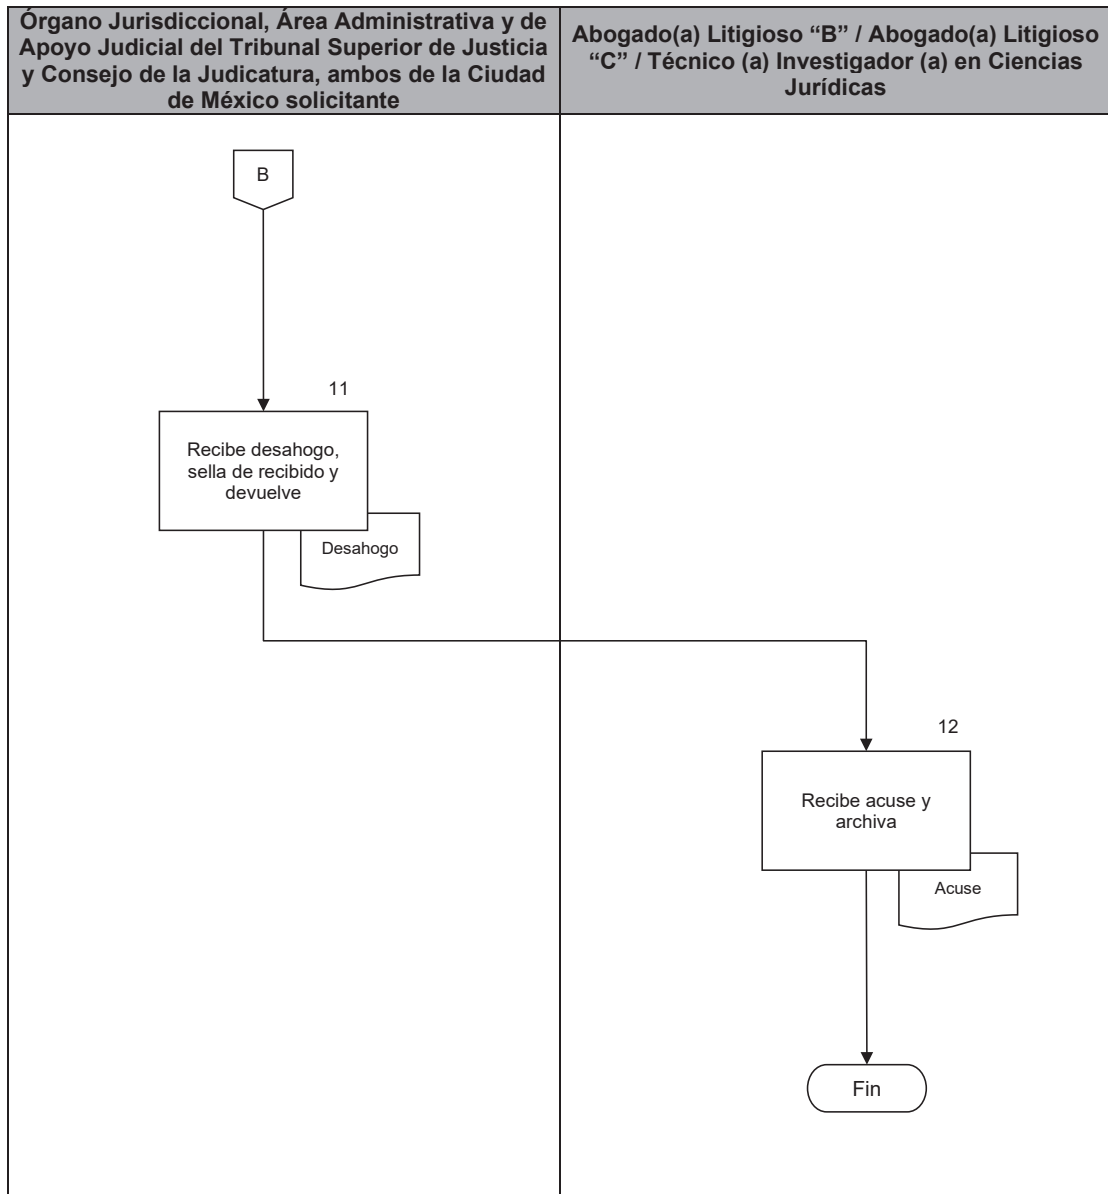 Órgano Jurisdiccional, Área Administrativa y de
Apoyo Judicial del Tribunal Superior de Justicia
y Consejo de la Judicatura, ambos de la Ciudad
de México solicitante
Abogado(a) Litigioso “B” / Abogado(a) Litigioso
“C” / Técnico (a) Investigador (a) en Ciencias
Jurídicas
B
11
Recibe desahogo,
sella de recibido y
devuelve
Desahogo
12
Recibe acuse y
archiva
Acuse
Fin